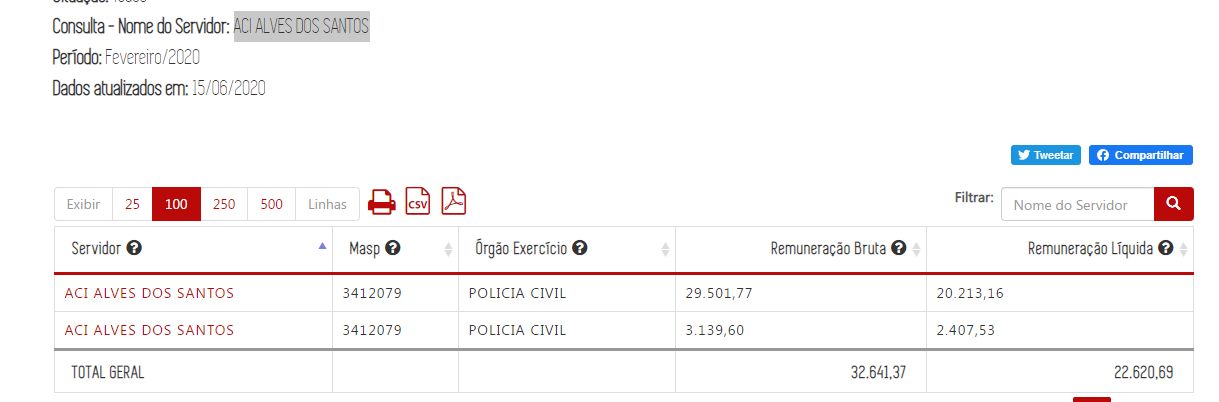 Consulta - Nome do Servidor: ACI ALVES DOS SANTOS
Período: Fevereiro/2020
Dados atualizados em: 15/06/2020
Tweetar Compartilhar
Exibir 25 100 250 500 Linhas CSV Filtrar: Nome do Servidor
Servidor ? Masp ? Órgão Exercício ? Remuneração Bruta ? Remuneração Líquida ?
ACI ALVES DOS SANTOS 3412079 POLICIA CIVIL 29.501,77 20.213,16
ACI ALVES DOS SANTOS 3412079 POLICIA CIVIL 3.139,60 2.407,53
TOTAL GERAL 32.641,37 22.620,69